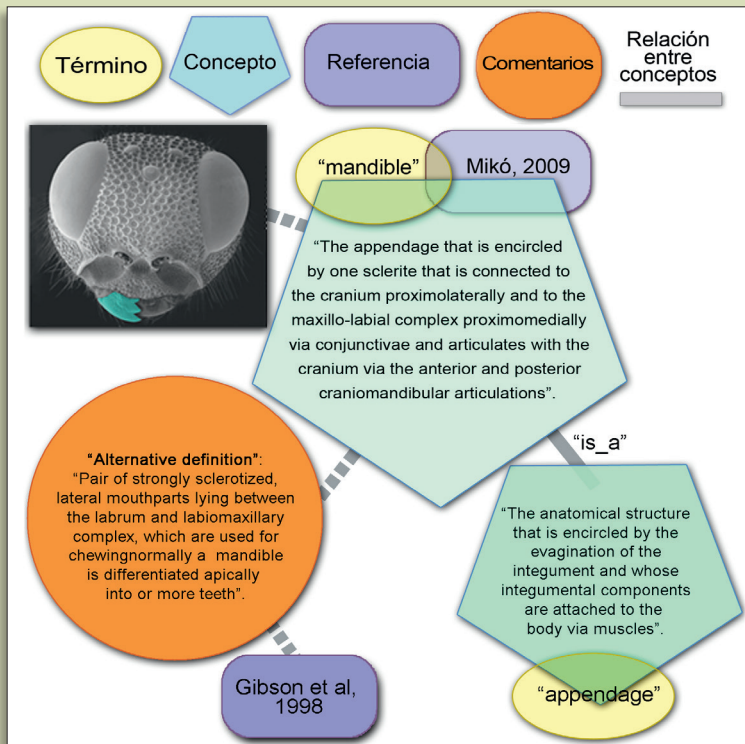 Término
Concepto
Referencia
Comentarios
Relación
entre
conceptos
“mandible”
Mikó, 2009
“The appendage that is encircled
by one sclerite that is connected to
the cranium proximolaterally and to the
maxillo-labial complex proximomedially
via conjunctivae and articulates with the
cranium via the anterior and posterior
craniomandibular articulations”.
“Alternative definition”:
“Pair of strongly sclerotized,
lateral mouthparts lying between
the labrum and labiomaxillary
complex, which are used for
chewingnormally a mandible
is differentiated apically
into or more teeth”.
“is_a”
“The anatomical structure
that is encircled by the
evagination of the
integument and whose
integumental components
are attached to the
body via muscles”.
Gibson et al,
1998
“appendage”